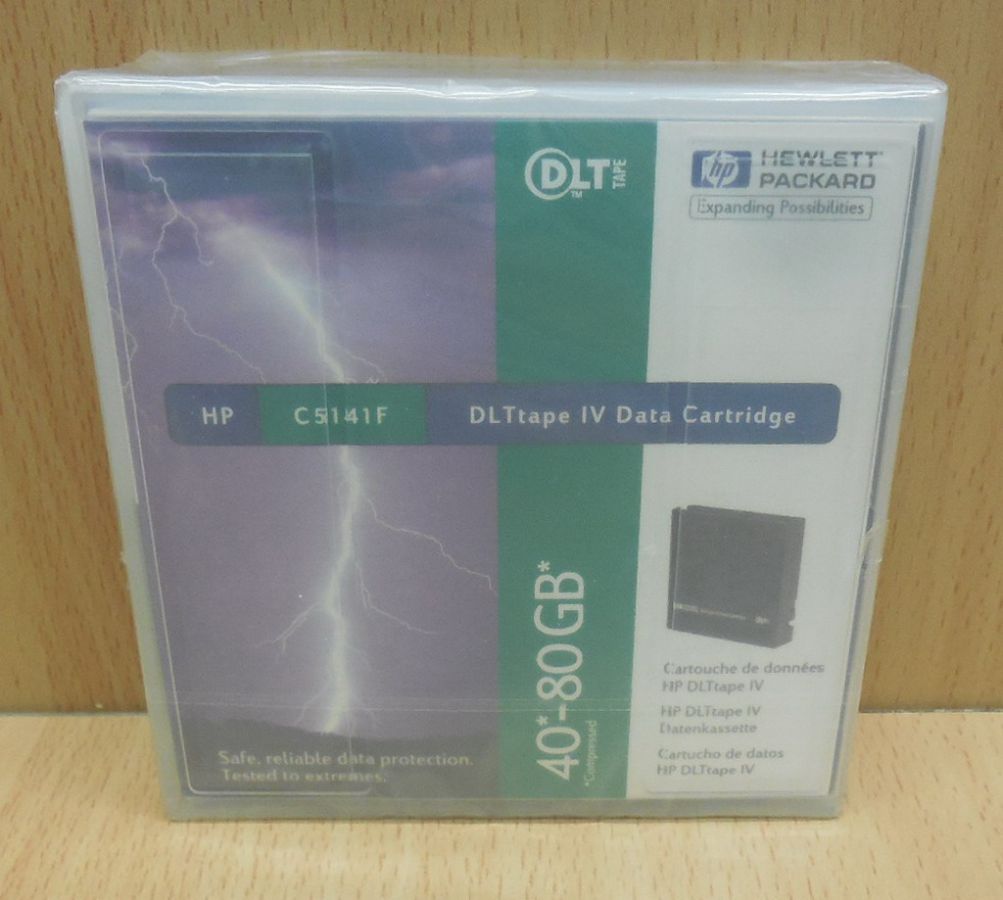 DLT
TAPE
TM
hp
HEWLETT
PACKARD
Expanding Possibilities
HP C5141F DLTtape IV Data Cartridge
40*-80GB*
*Compressed
Cartouche de données
HP DLTtape IV
HP DLTtape IV
Datenkassette
Cartucho de datos
HP DLTtape IV
Safe, reliable data protection.
Tested to extremes.